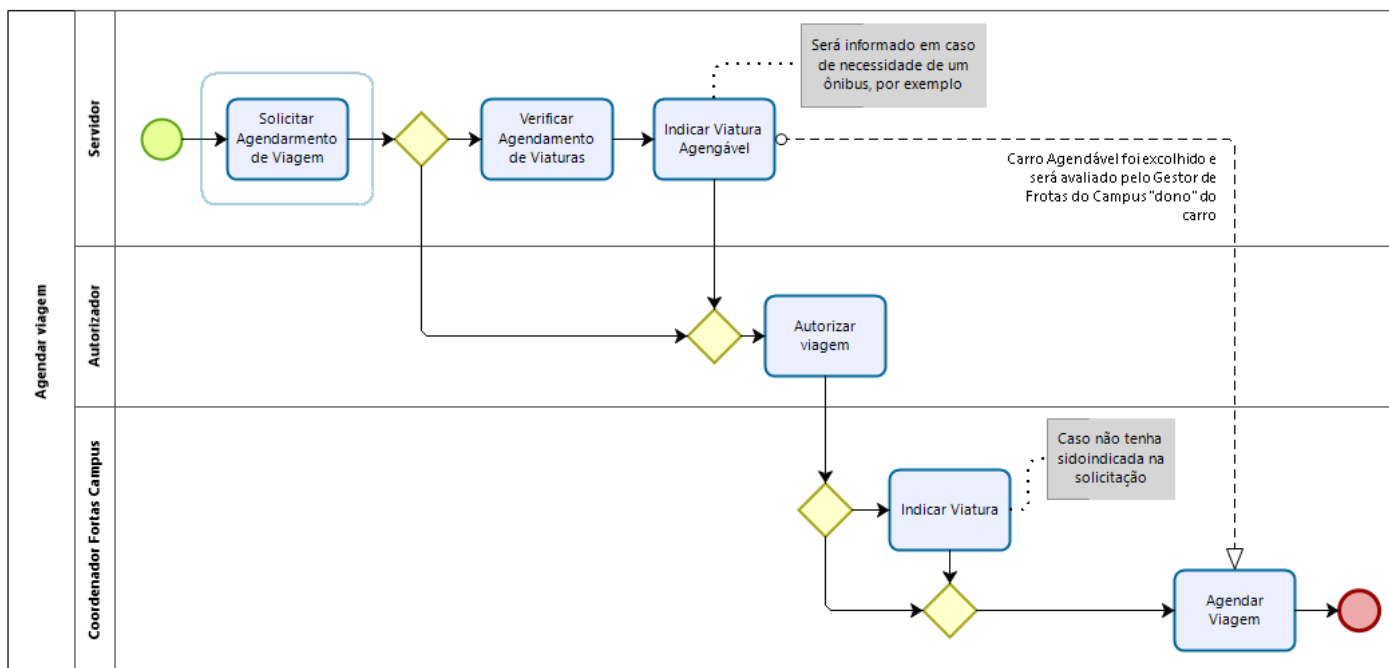 Agendar viagem
Servidor
Solicitar
Agendarmento
de Viagem
Verificar
Agendamento
de Viaturas
Indicar Viatura
Agengável
Será informado em caso
de necessidade de um
ônibus, por exemplo
Carro Agendável foi excolhido e
será avaliado pelo Gestor de
Frotas do Campus "dono" do
carro
Autorizador
Autorizar
viagem
Coordenador Fortas Campus
Indicar Viatura
Caso não tenha
sidoindicada na
solicitação
Agendar
Viagem